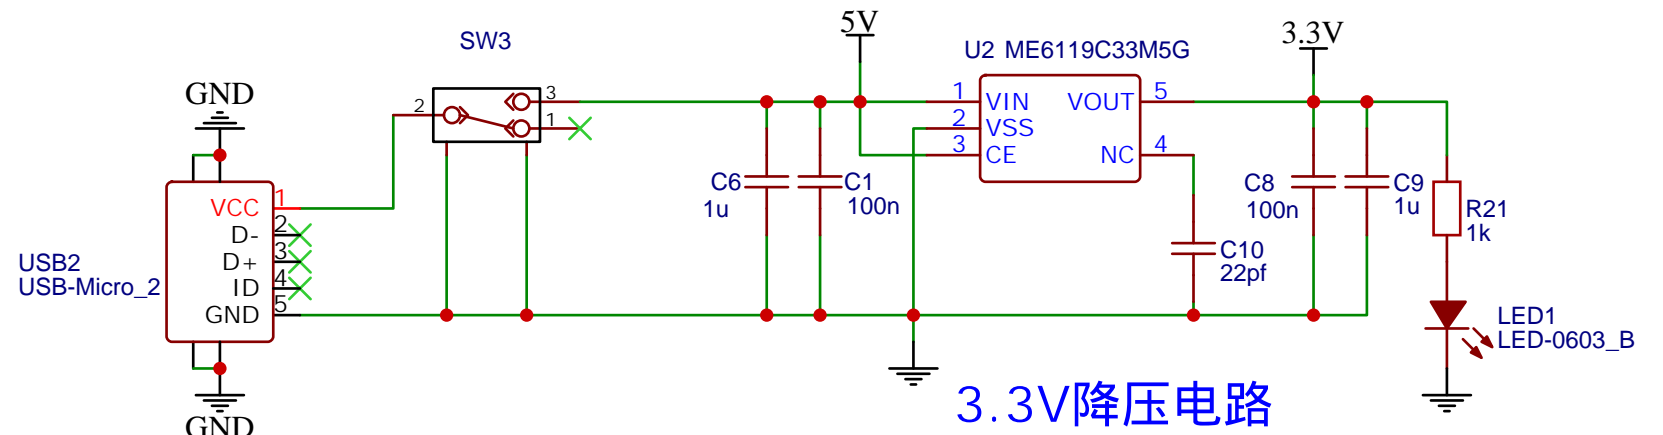 5V
3.3V
SW3
U2 ME6119C33M5G
GND
2
3
1
1
2
3
VIN
VSS
CE
VOUT
NC
5
4
C6
1u
C1
100n
C8
100n
C9
1u
R21
1k
VCC
D-
D+
ID
GND
1
2
3
4
5
USB2
USB-Micro_2
C10
22pf
LED1
LED-0603_B
3.3V降压电路
GND